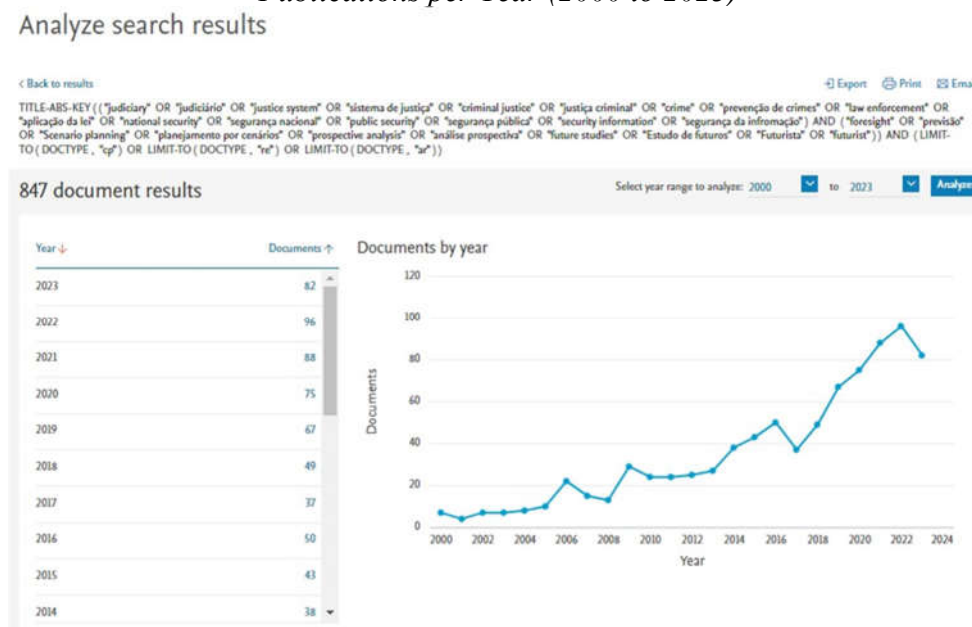 Publications per Year (2000 to 2023)
Analyze search results
< Back to results
Export Print Emai
TITLE-ABS-KEY ( ( "judiciary" OR "judiciário" OR "justice system" OR "sistema de justiça" OR "criminal justice" OR "justiça criminal" OR "crime" OR "prevenção de crimes" OR "law enforcement" OR
"aplicação da lei" OR "national security" OR "segurança nacional" OR "public security" OR "segurança pública" OR "security information" OR "segurança da infromação" ) AND ( "foresight" OR "previsão"
OR "Scenario planning" OR "planejamento por cenários" OR "prospective analysis" OR "análise prospectiva" OR "future studies" OR "Estudo de futuros" OR "Futurista" OR "futurist" ) ) AND ( LIMIT-
TO ( DOCTYPE , "cp" ) OR LIMIT-TO ( DOCTYPE , "re" ) OR LIMIT-TO ( DOCTYPE , "ar" ) )
847 document results
Select year range to analyze: 2000 to 2023 Analyze
Year Documents
2023 82
2022 96
2021 88
2020 75
2019 67
2018 49
2017 37
2016 50
2015 43
2014 38
Documents by year
120
100
80
60
40
20
0
Documents
2000 2002 2004 2006 2008 2010 2012 2014 2016 2018 2020 2022 2024
Year